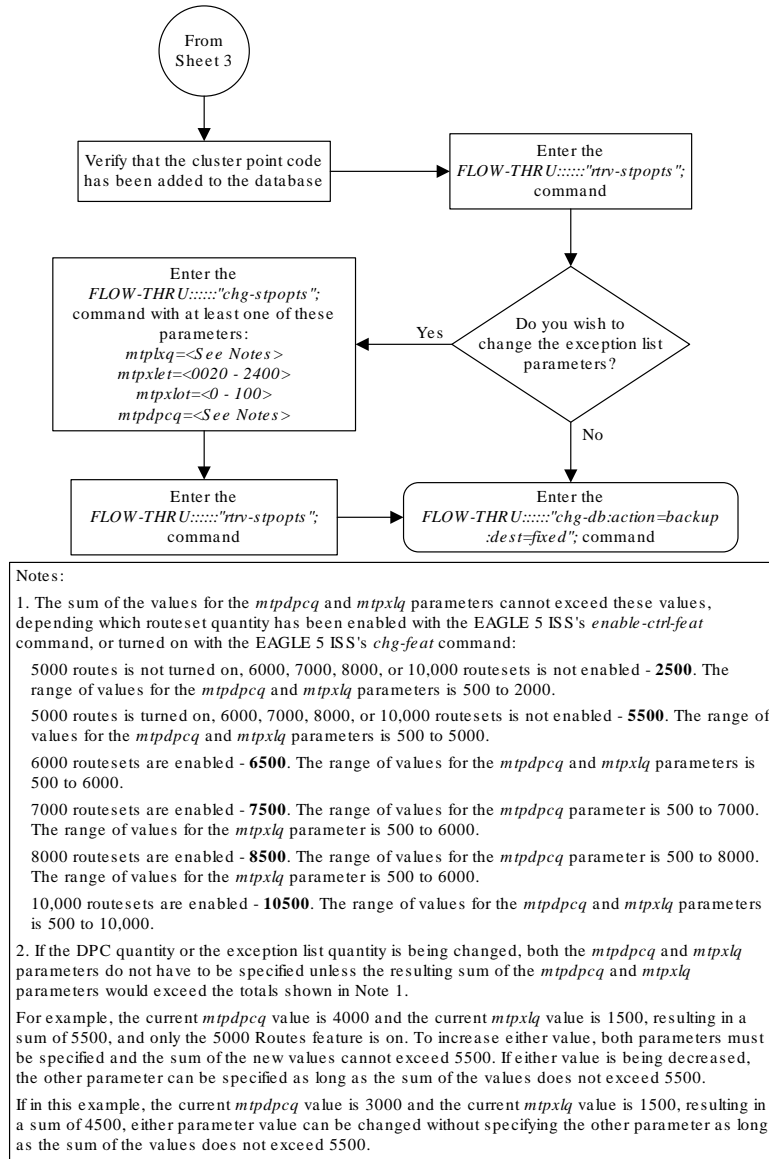 From
Sheet 3
Verify that the cluster point code
has been added to the database
Enter the
FLOW-THRU::::::"rtrv-stpopts";
command
Do you wish to
change the exception list
parameters?
Yes
No
Enter the
FLOW-THRU::::::"chg-stpopts";
command with at least one of these
parameters:
mtplxq=<See Notes>
mtpxlet=<0020 - 2400>
mtpxlot=<0 - 100>
mtpdpcq=<See Notes>
Enter the
FLOW-THRU::::::"rtrv-stpopts";
command
Enter the
FLOW-THRU::::::"chg-db:action=backup
:dest=fixed"; command
Notes:
1. The sum of the values for the mtpdpcq and mtpxlq parameters cannot exceed these values,
depending which routeset quantity has been enabled with the EAGLE 5 ISS's enable-ctrl-feat
command, or turned on with the EAGLE 5 ISS's chg-feat command:
5000 routes is not turned on, 6000, 7000, 8000, or 10,000 routesets is not enabled - 2500. The
range of values for the mtpdpcq and mtpxlq parameters is 500 to 2000.
5000 routes is turned on, 6000, 7000, 8000, or 10,000 routesets is not enabled - 5500. The range of
values for the mtpdpcq and mtpxlq parameters is 500 to 5000.
6000 routesets are enabled - 6500. The range of values for the mtpdpcq and mtpxlq parameters is
500 to 6000.
7000 routesets are enabled - 7500. The range of values for the mtpdpcq parameter is 500 to 7000.
The range of values for the mtpxlq parameter is 500 to 6000.
8000 routesets are enabled - 8500. The range of values for the mtpdpcq parameter is 500 to 8000.
The range of values for the mtpxlq parameter is 500 to 6000.
10,000 routesets are enabled - 10500. The range of values for the mtpdpcq and mtpxlq parameters
is 500 to 10,000.
2. If the DPC quantity or the exception list quantity is being changed, both the mtpdpcq and mtpxlq
parameters do not have to be specified unless the resulting sum of the mtpdpcq and mtpxlq
parameters would exceed the totals shown in Note 1.
For example, the current mtpdpcq value is 4000 and the current mtpxlq value is 1500, resulting in a
sum of 5500, and only the 5000 Routes feature is on. To increase either value, both parameters must
be specified and the sum of the new values cannot exceed 5500. If either value is being decreased,
the other parameter can be specified as long as the sum of the values does not exceed 5500.
If in this example, the current mtpdpcq value is 3000 and the current mtpxlq value is 1500, resulting in
a sum of 4500, either parameter value can be changed without specifying the other parameter as long
as the sum of the values does not exceed 5500.